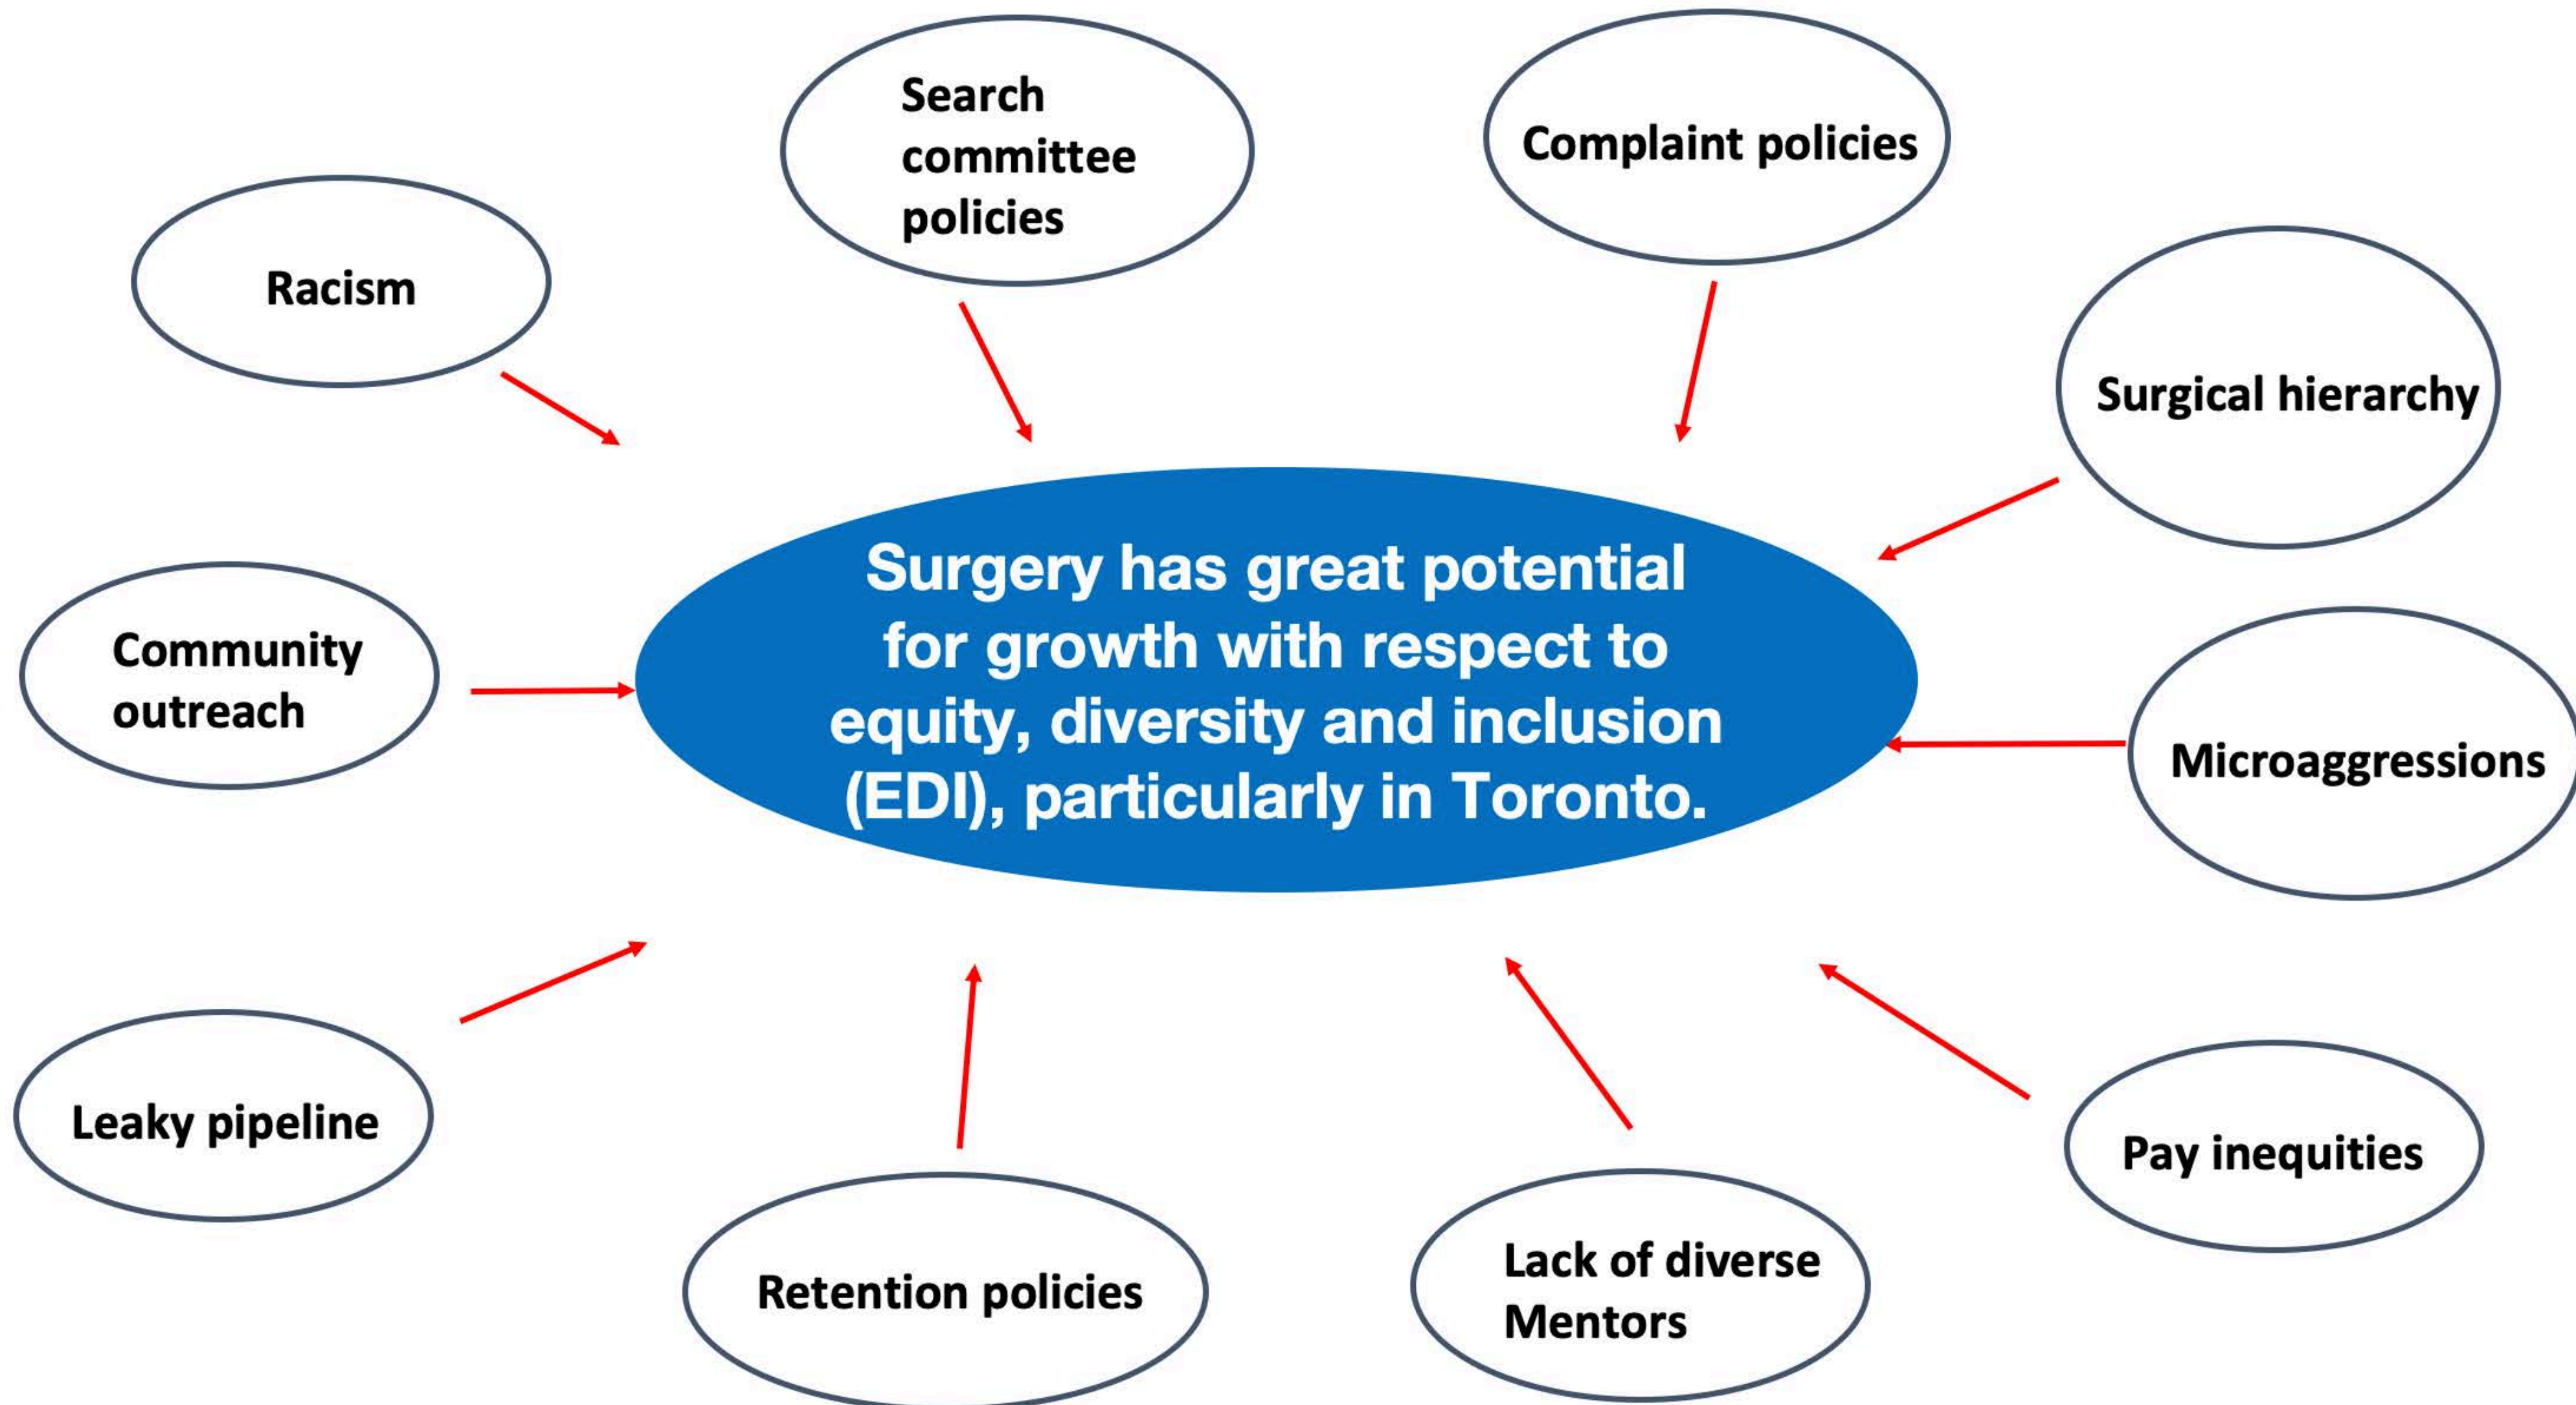 Search
committee
policies
Complaint policies
Racism
Surgical hierarchy
Surgery has great potential
for growth with respect to
equity, diversity and inclusion
(EDI), particularly in Toronto.
Community
outreach
Microaggressions
Leaky pipeline
Pay inequities
Retention policies
Lack of diverse
Mentors